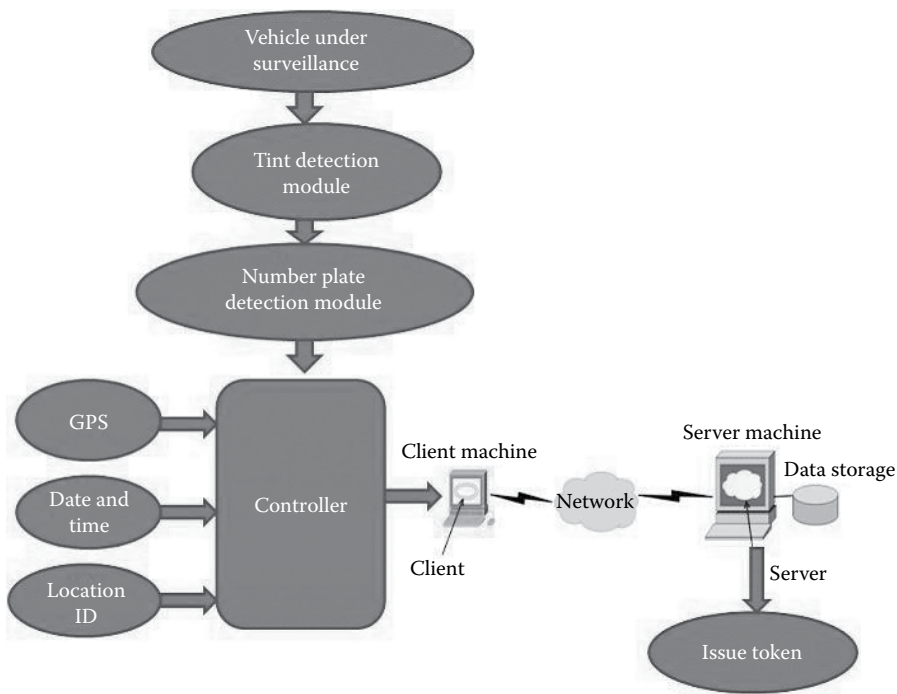 Vehicle under
surveillance
Tint detection
module
Number plate
detection module
GPS
Date and
time
Location
ID
Controller
Client machine
Client
Network
Server machine
Data storage
Server
Issue token